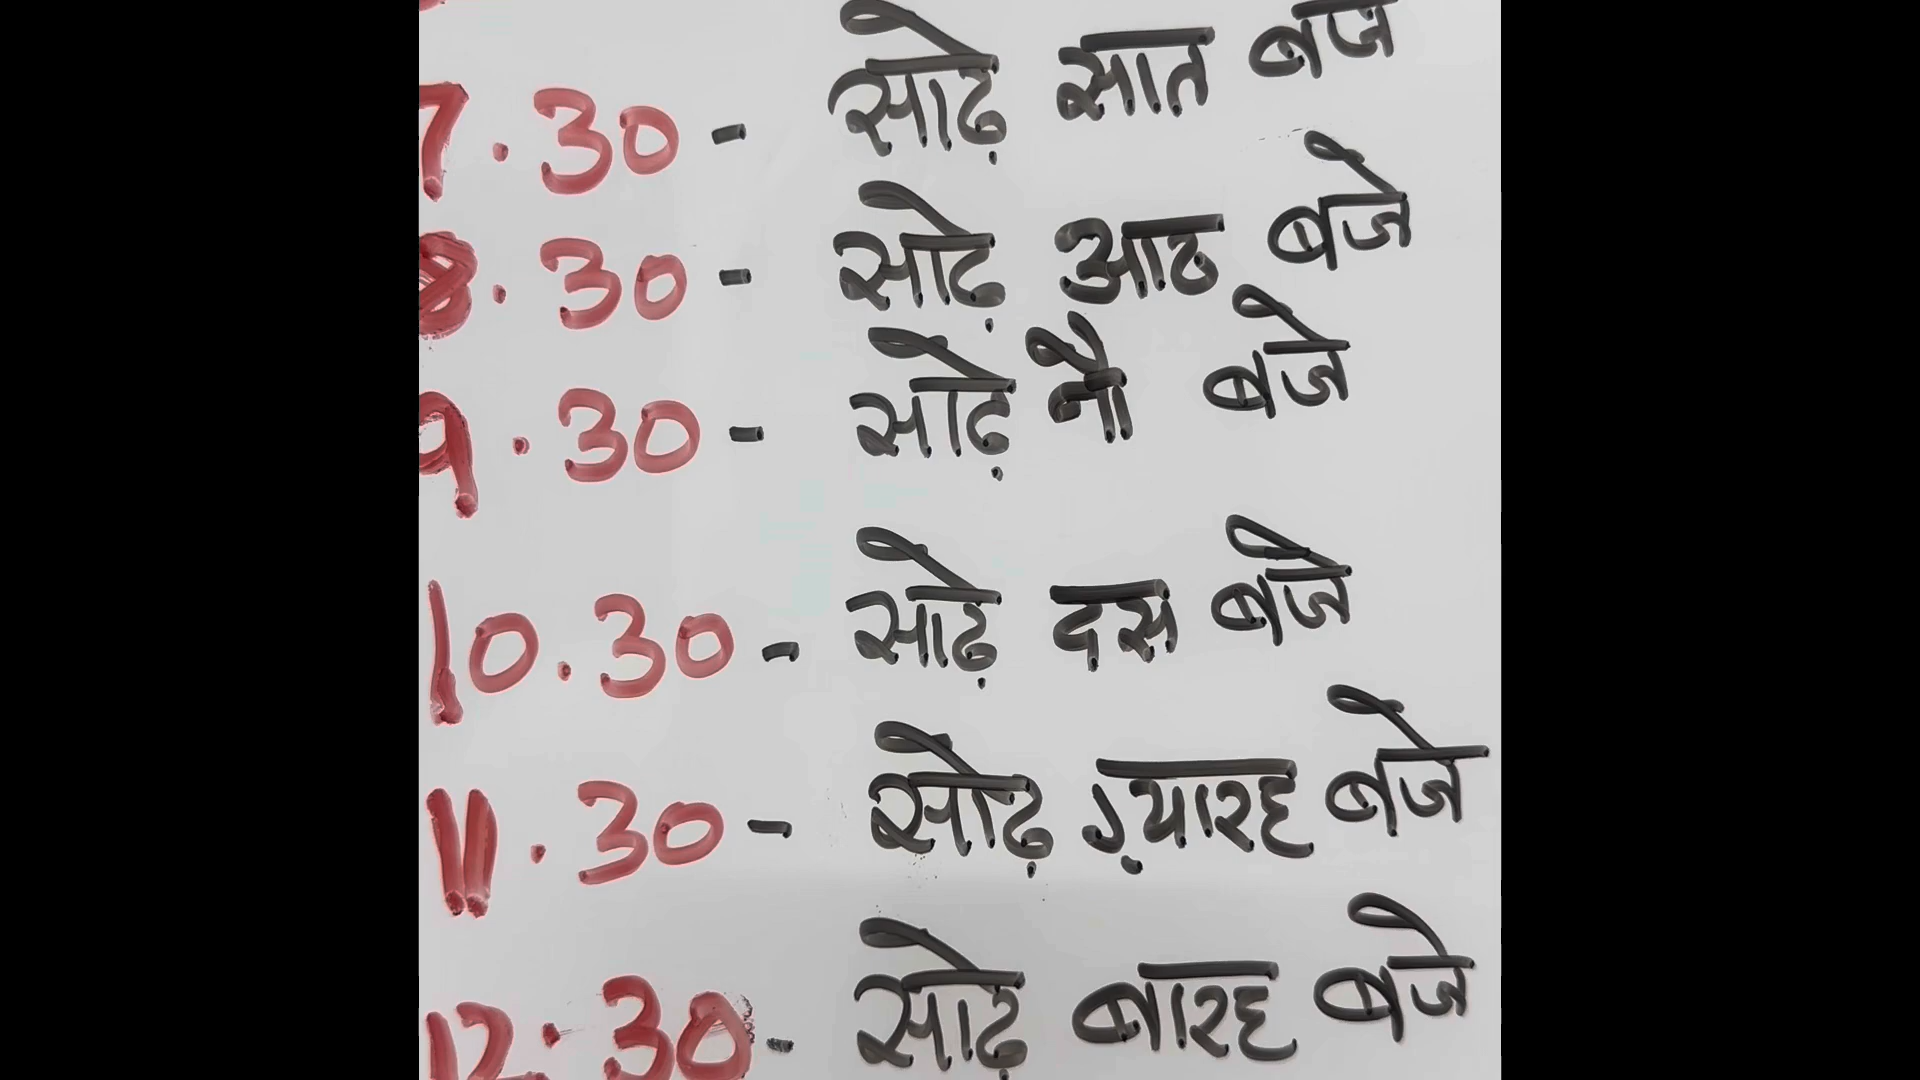 7.30 - साढ़े सात बजे
8.30 - साढ़े आठ बजे
9.30 - साढ़े नौ बजे
10.30 - साढ़े दस बजे
11.30 - साढ़े ग़्यारह बजे
12.30 - साढ़े बारह बजे